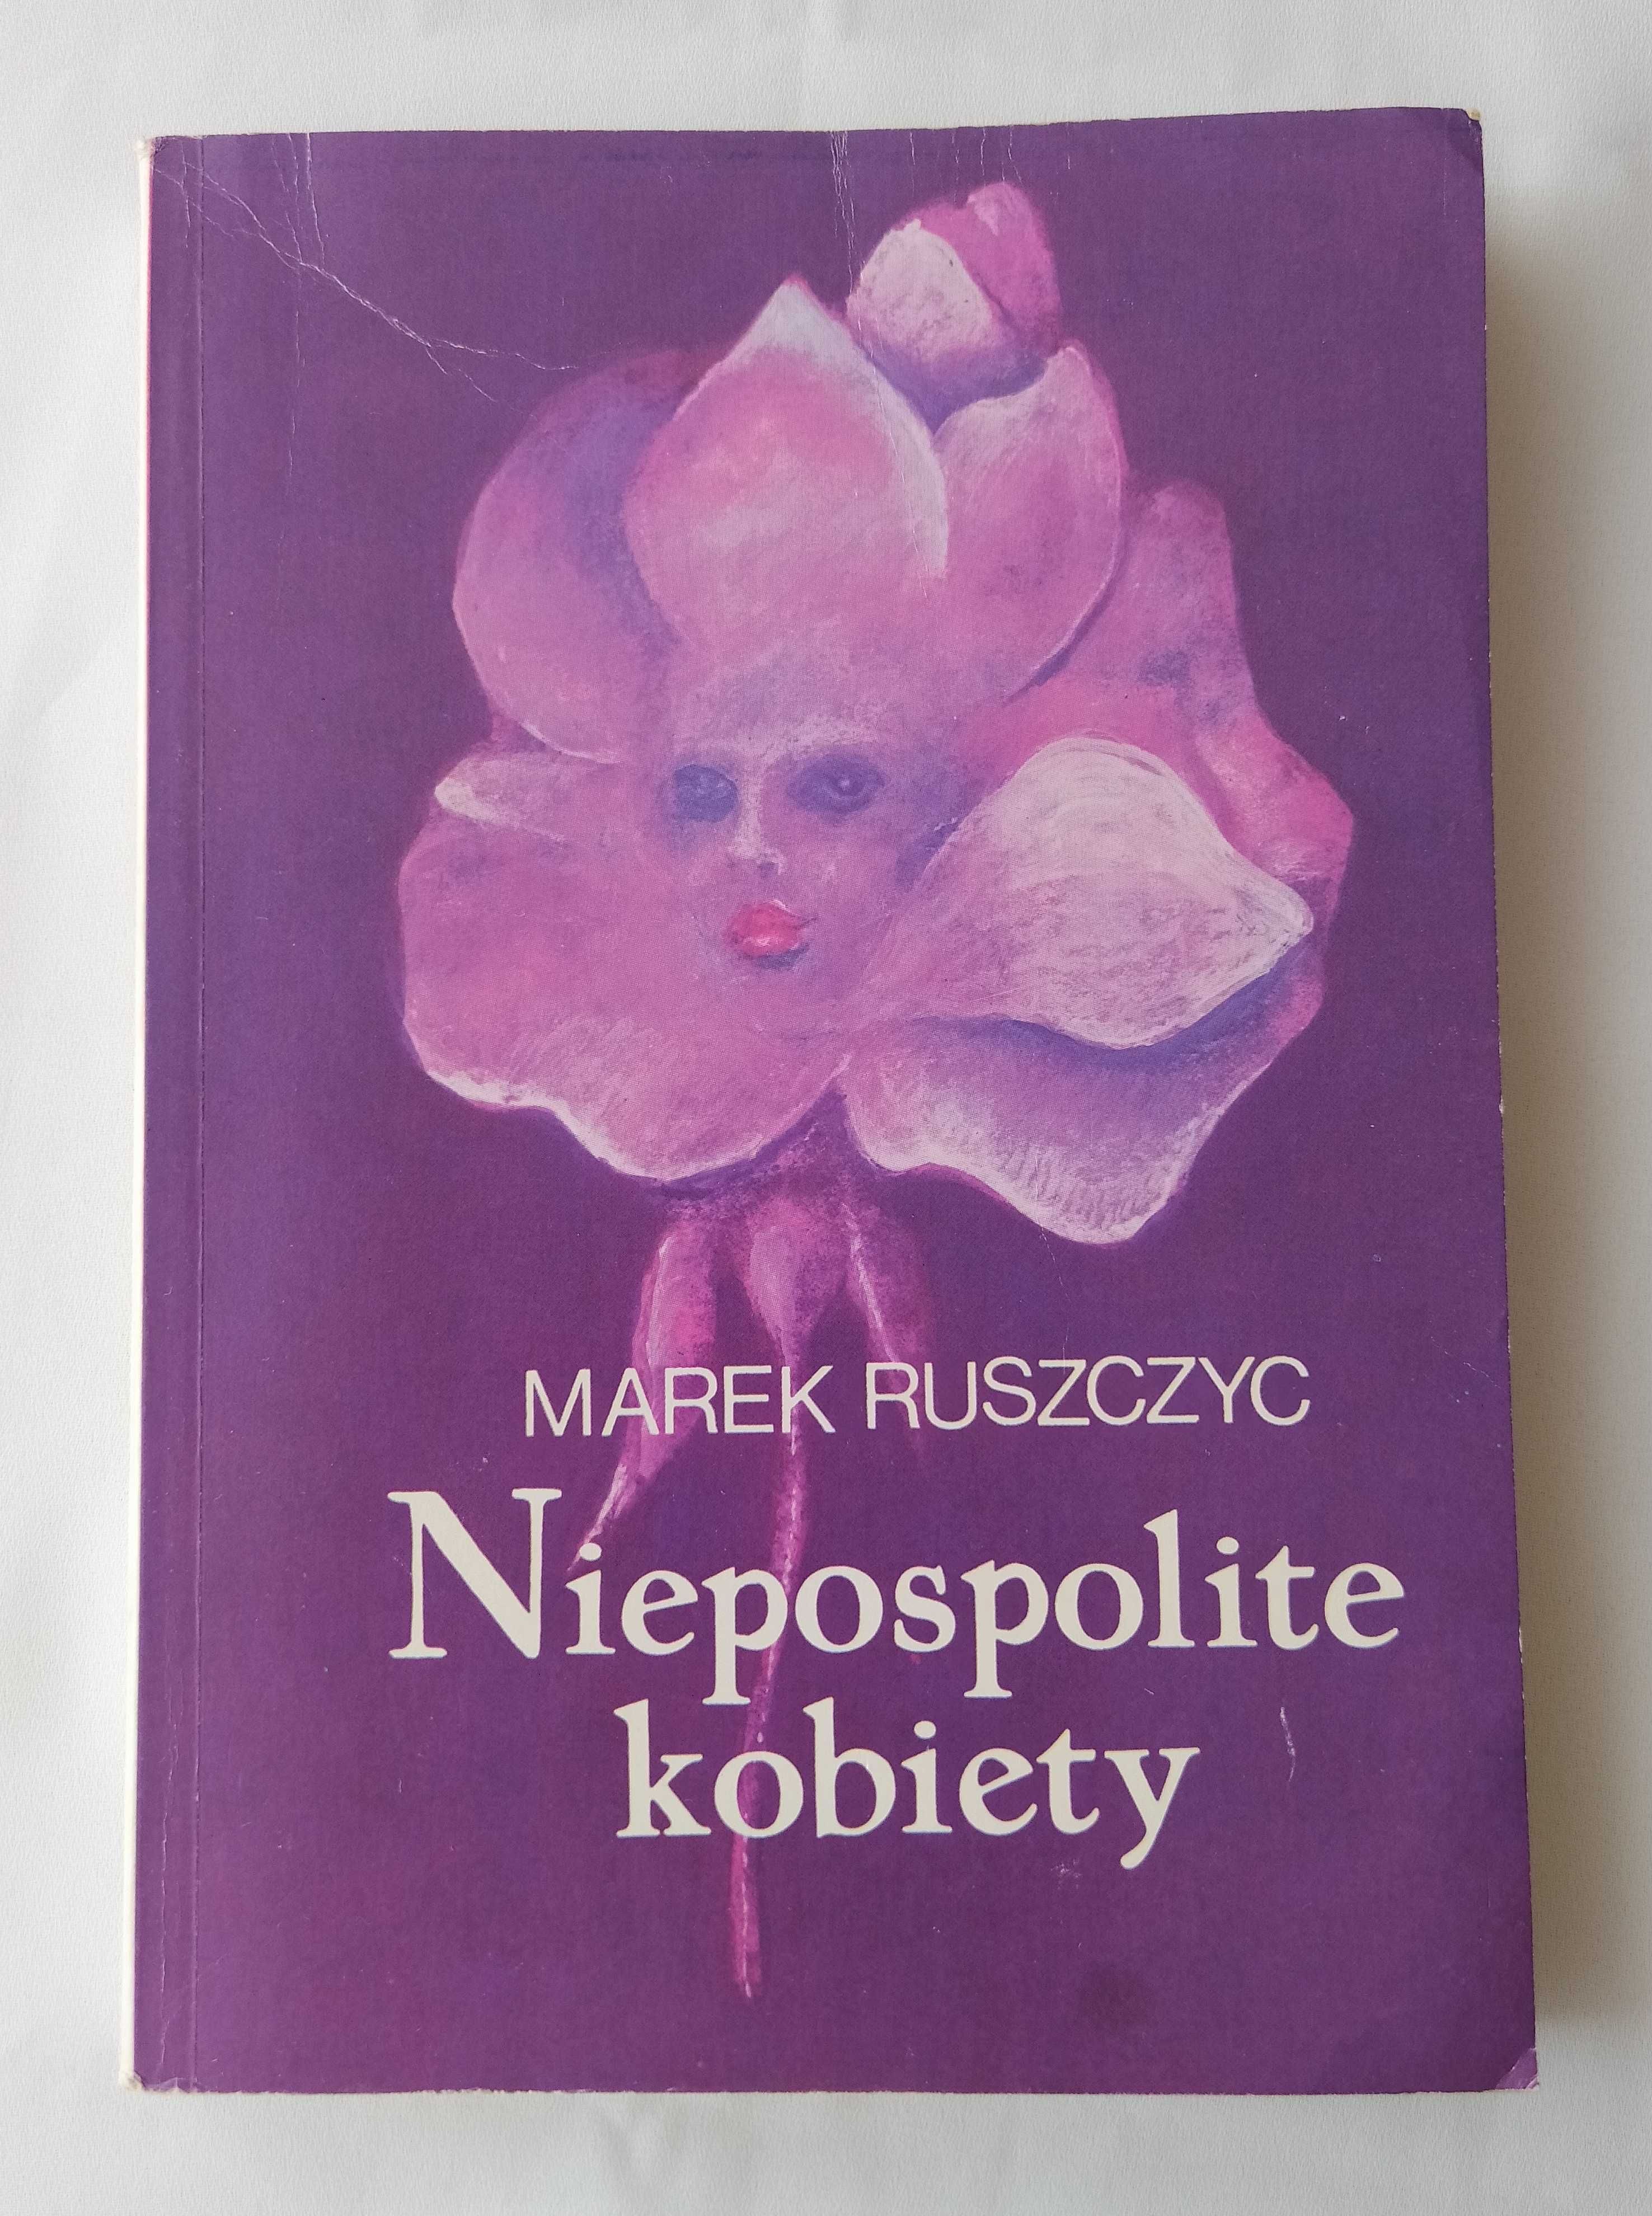 MAREK RUSZCZYC
Niepospolite
kobiety